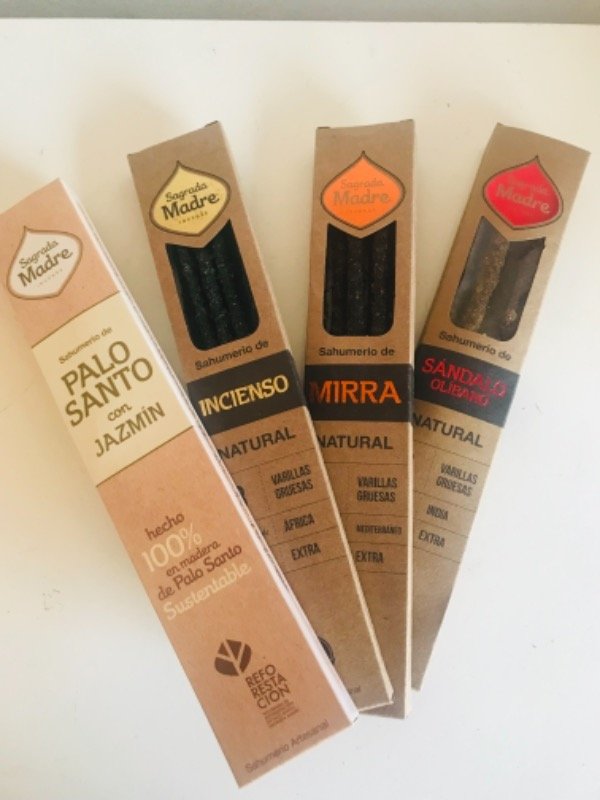 Sagrada
Madre
Sahumerio de
PALO
SANTO
con
JAZMÍN
hecho
100%
en madera
de Palo Santo
Sustentable
REFO
RESTA
CIÓN
Sahumerio Artesanal
Sagrada
Madre
Sahumerio de
INCIENSO
NATURAL
VARILLAS
GRUESAS
ÁFRICA
EXTRA
Sagrada
Madre
Sahumerio de
MIRRA
NATURAL
VARILLAS
GRUESAS
MEDITERRÁNEO
EXTRA
Sagrada
Madre
Sahumerio de
SÁNDALO
OLÍBANO
NATURAL
VARILLAS
GRUESAS
INDIA
EXTRA